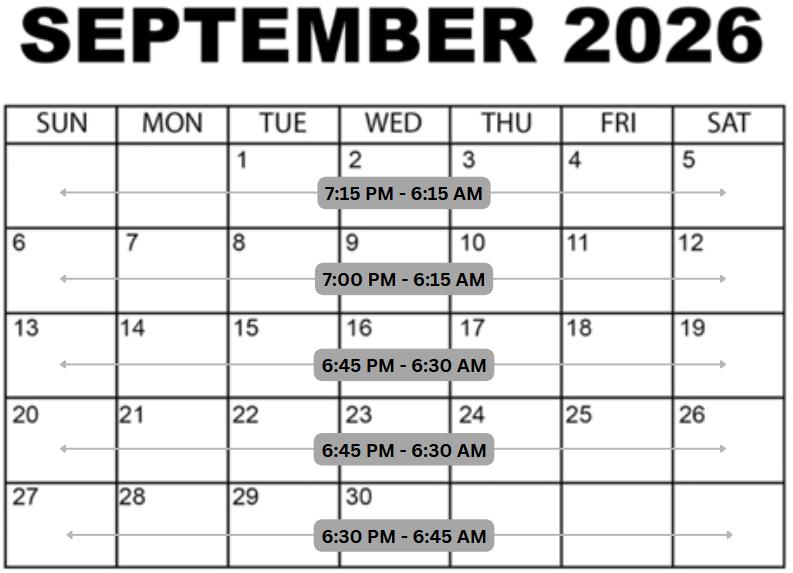 SEPTEMBER 2026
SUN MON TUE WED THU FRI SAT
1 2 3 4 5
7:15 PM - 6:15 AM
6 7 8 9 10 11 12
7:00 PM - 6:15 AM
13 14 15 16 17 18 19
6:45 PM - 6:30 AM
20 21 22 23 24 25 26
6:45 PM - 6:30 AM
27 28 29 30
6:30 PM - 6:45 AM